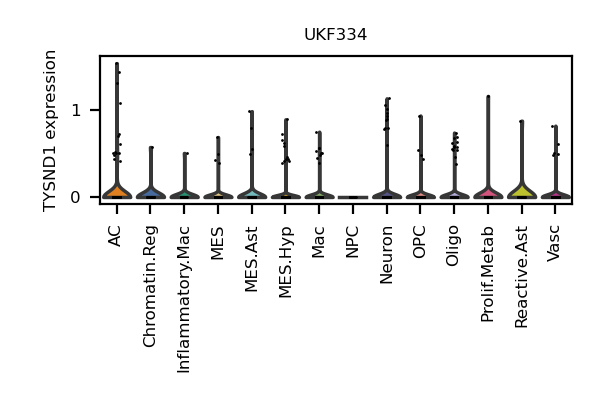 UKF334
TYSND1 expression
1
0
AC
Chromatin.Reg
Inflammatory.Mac
MES
MES.Ast
MES.Hyp
Mac
NPC
Neuron
OPC
Oligo
Prolif.Metab
Reactive.Ast
Vasc